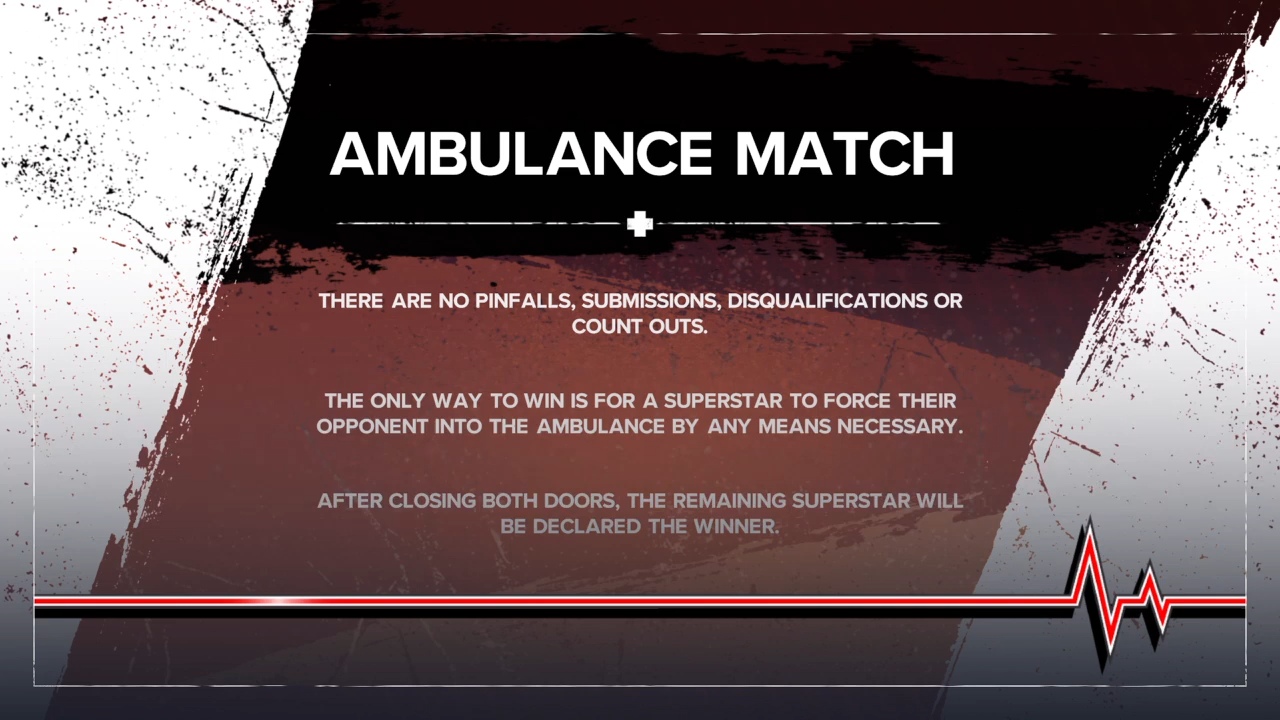 AMBULANCE MATCH
THERE ARE NO PINFALLS, SUBMISSIONS, DISQUALIFICATIONS OR
COUNT OUTS.
THE ONLY WAY TO WIN IS FOR A SUPERSTAR TO FORCE THEIR
OPPONENT INTO THE AMBULANCE BY ANY MEANS NECESSARY.
AFTER CLOSING BOTH DOORS, THE REMAINING SUPERSTAR WILL
BE DECLARED THE WINNER.